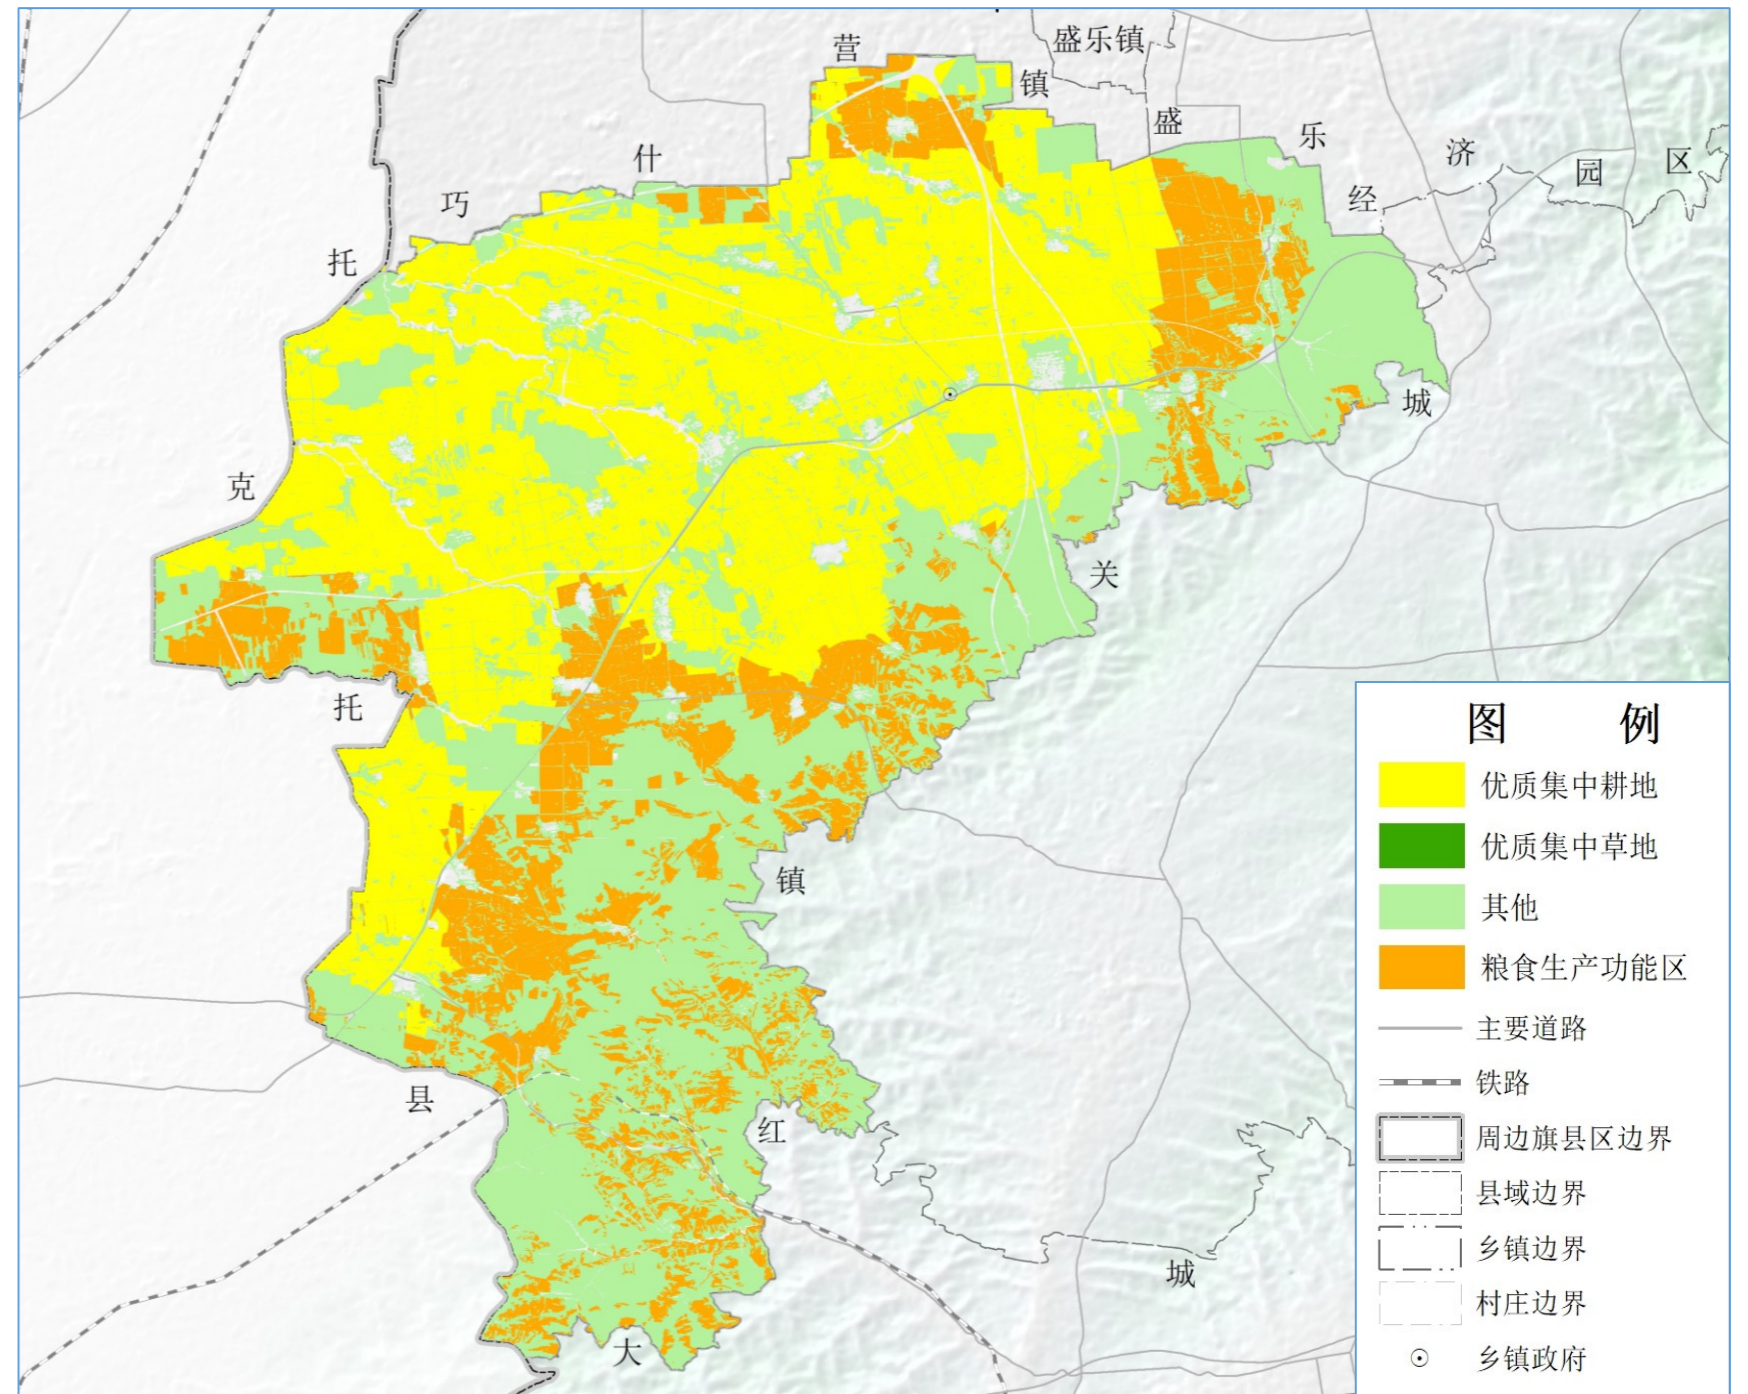 营
盛乐镇
镇
盛
乐
济
园
区
什
经
巧
托
城
克
关
托
镇
县
红
城
大
图 例
优质集中耕地
优质集中草地
其他
粮食生产功能区
主要道路
铁路
周边旗县区边界
县域边界
乡镇边界
村庄边界
乡镇政府